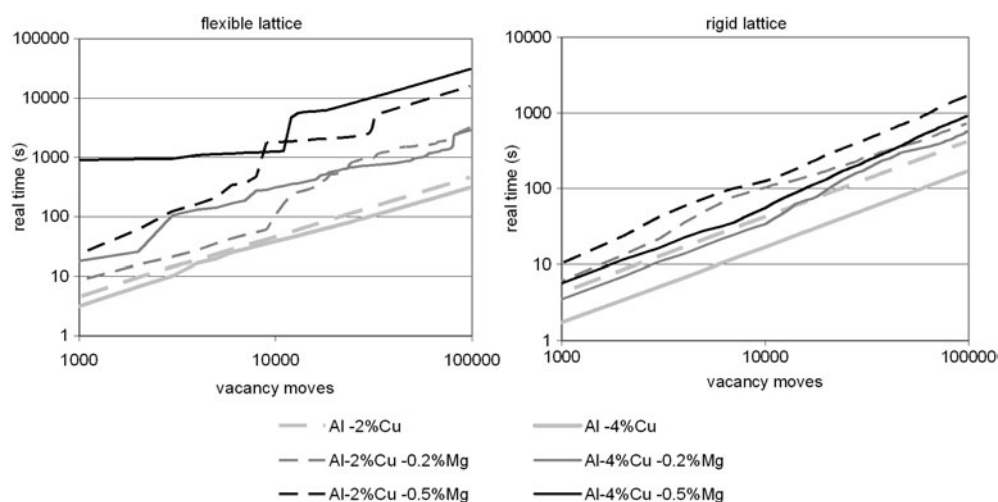 flexible lattice
100000
10000
1000
100
10
1
real time (s)
1000
10000
100000
vacancy moves
rigid lattice
10000
1000
100
10
1
real time (s)
1000
10000
100000
vacancy moves
Al -2%Cu
Al-2%Cu -0.2%Mg
Al-2%Cu -0.5%Mg
Al -4%Cu
Al-4%Cu -0.2%Mg
Al-4%Cu -0.5%Mg